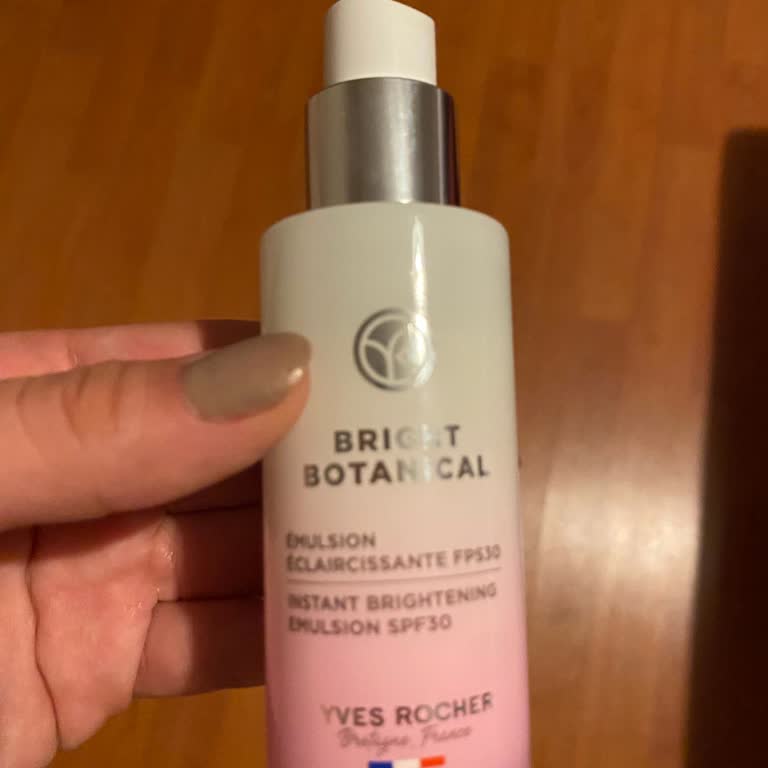 BRIGHT
BOTANICAL
ÉMULSION
ÉCLAIRCISSANTE FPS30
INSTANT BRIGHTENING
EMULSION SPF30
YVES ROCHER
Bretagne, France